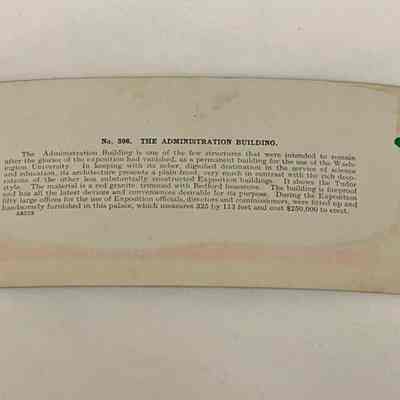 No. 396. THE ADMINISTRATION BUILDING.
The Administration Building is one of the few structures that were intended to remain
after the glories of the exposition had vanished, as a permanent building for the use of the Wash-
ington University. In keeping with its sober, dignified destination in the service of science
and education, its architecture presents a plain front, very much in contrast with the rich deco-
rations of the other less substantially constructed Exposition buildings. It shows the Tudor
style. The material is a red granite, trimmed with Bedford limestone. The building is fireproof
and has all the latest devices and conveniences desirable for its purpose. During the Exposition
fifty large offices for the use of Exposition officials, directors and commissioners, were fitted up and
handsomely furnished in this palace, which measures 325 by 113 feet and cost $250,000 to erect.